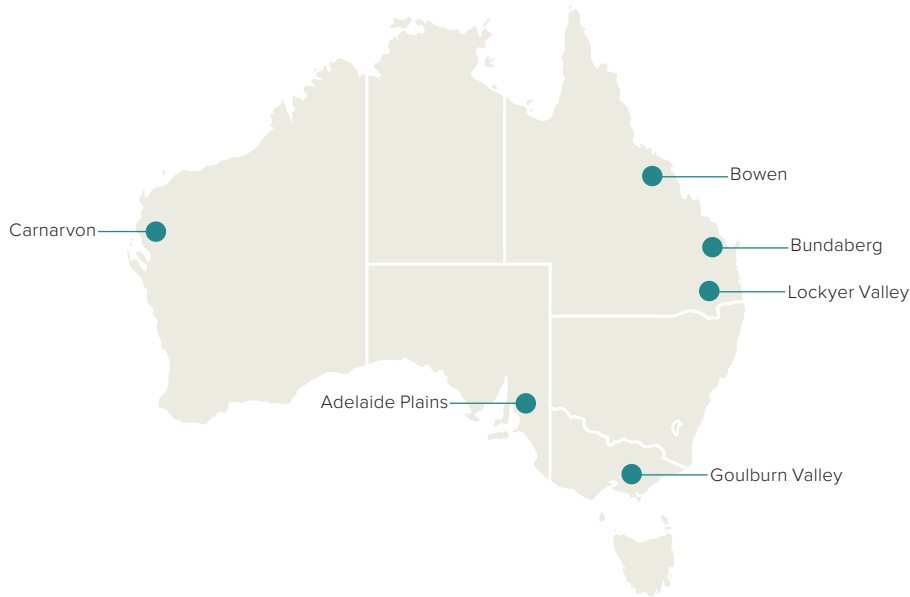 Bowen
Carnarvon
Bundaberg
Lockyer Valley
Adelaide Plains
Goulburn Valley